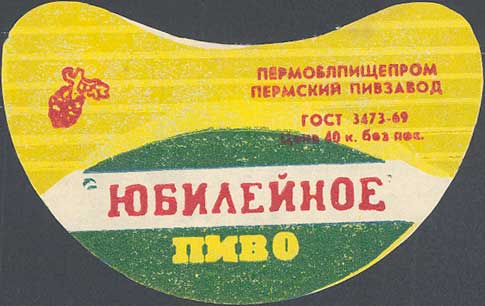 ПЕРМОБЛПИЩЕПРОМ
ПЕРМСКИЙ ПИВЗАВОД
ГОСТ 3473-69
Цена 40 к. без пос.
ЮБИЛЕЙНОЕ
ПИВО